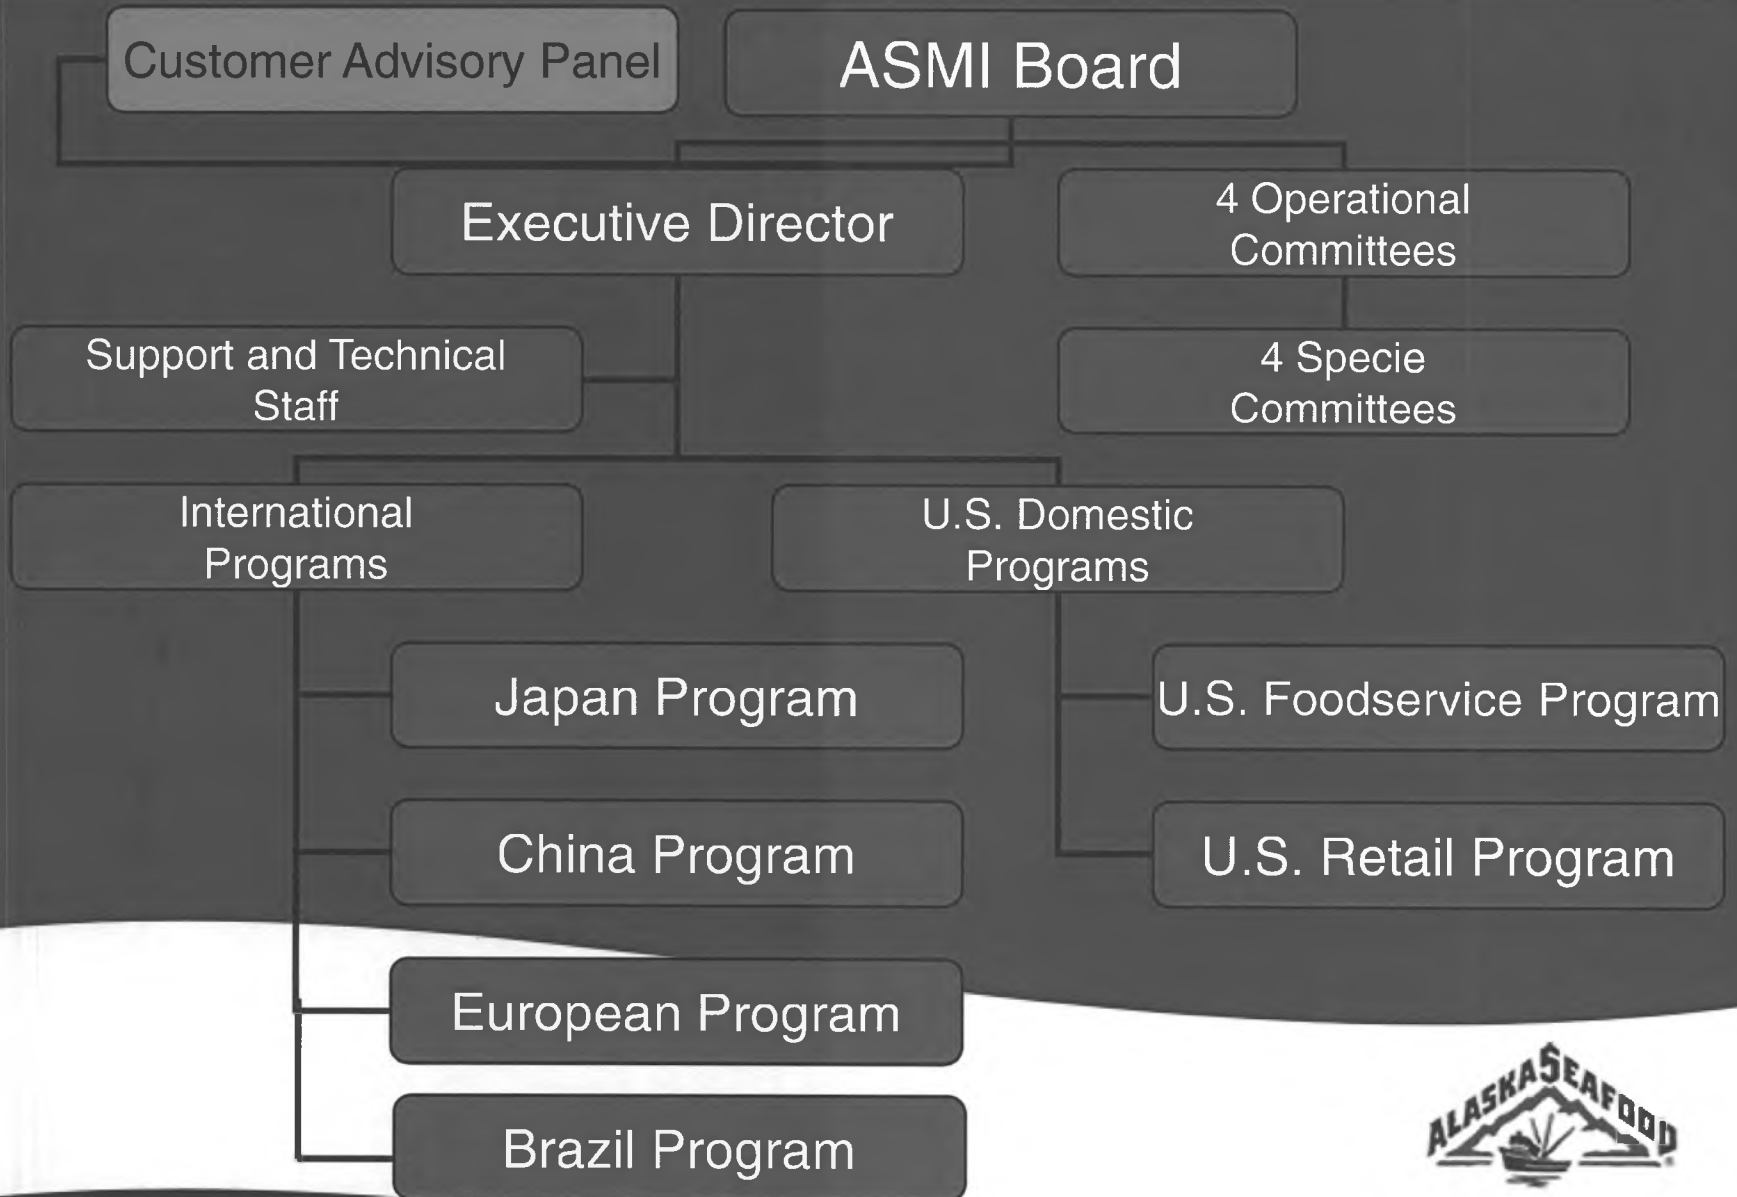 Customer Advisory Panel
ASMI Board
Executive Director
4 Operational
Committees
Support and Technical
Staff
4 Specie
Committees
International
Programs
U.S. Domestic
Programs
Japan Program
U.S. Foodservice Program
China Program
U.S. Retail Program
European Program
Brazil Program
ALASKA SEAFOOD